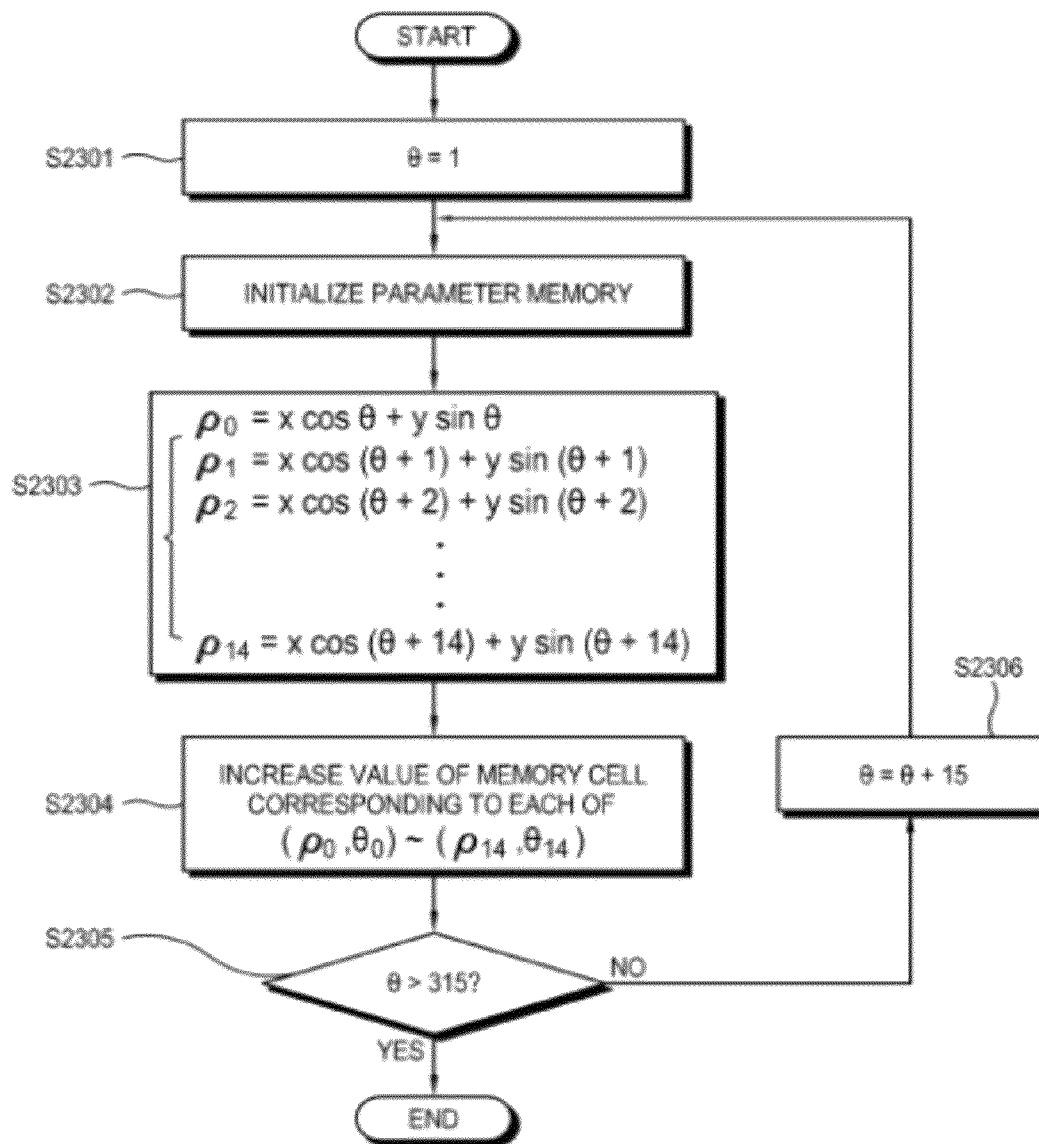 START
S2301
θ = 1
S2302
INITIALIZE PARAMETER MEMORY
S2303
ρ0 = x cos θ + y sin θ
ρ1 = x cos (θ + 1) + y sin (θ + 1)
ρ2 = x cos (θ + 2) + y sin (θ + 2)
.
.
.
ρ14 = x cos (θ + 14) + y sin (θ + 14)
S2304
INCREASE VALUE OF MEMORY CELL
CORRESPONDING TO EACH OF
(ρ0 ,θ0) ~ (ρ14 ,θ14)
S2306
θ = θ + 15
S2305
θ > 315?
NO
YES
END